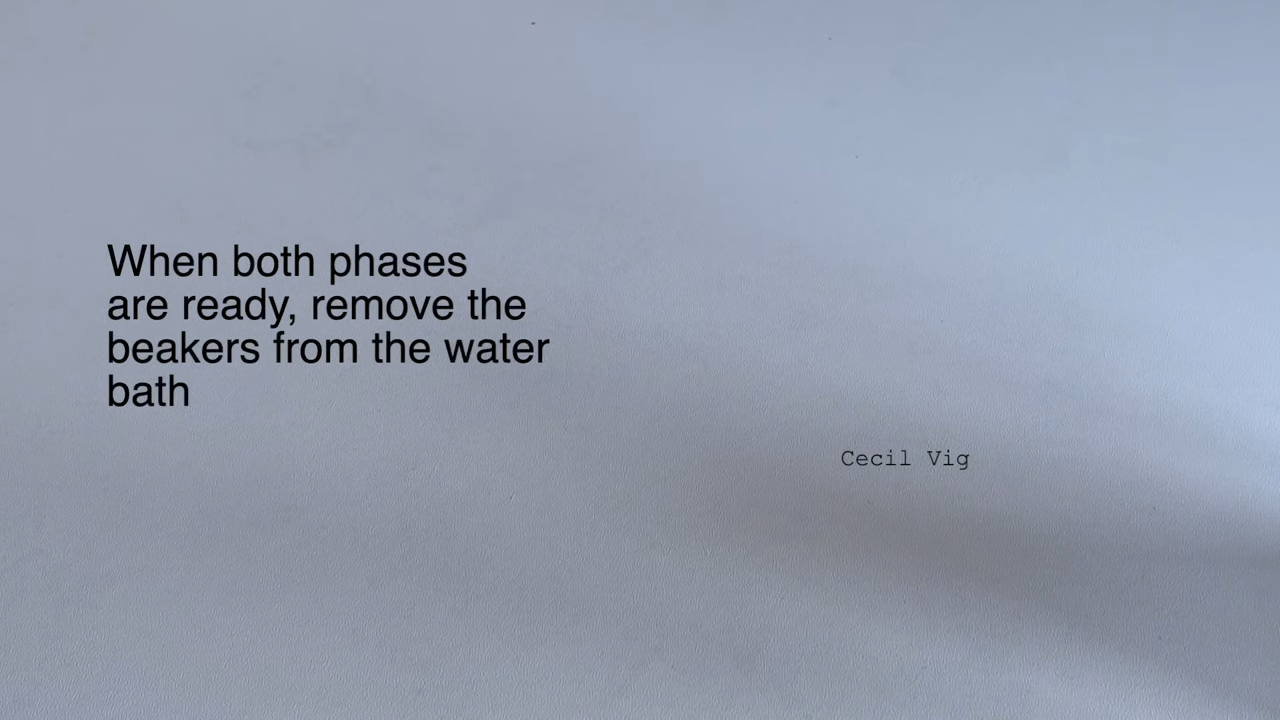 When both phases
are ready, remove the
beakers from the water
bath
Cecil Vig